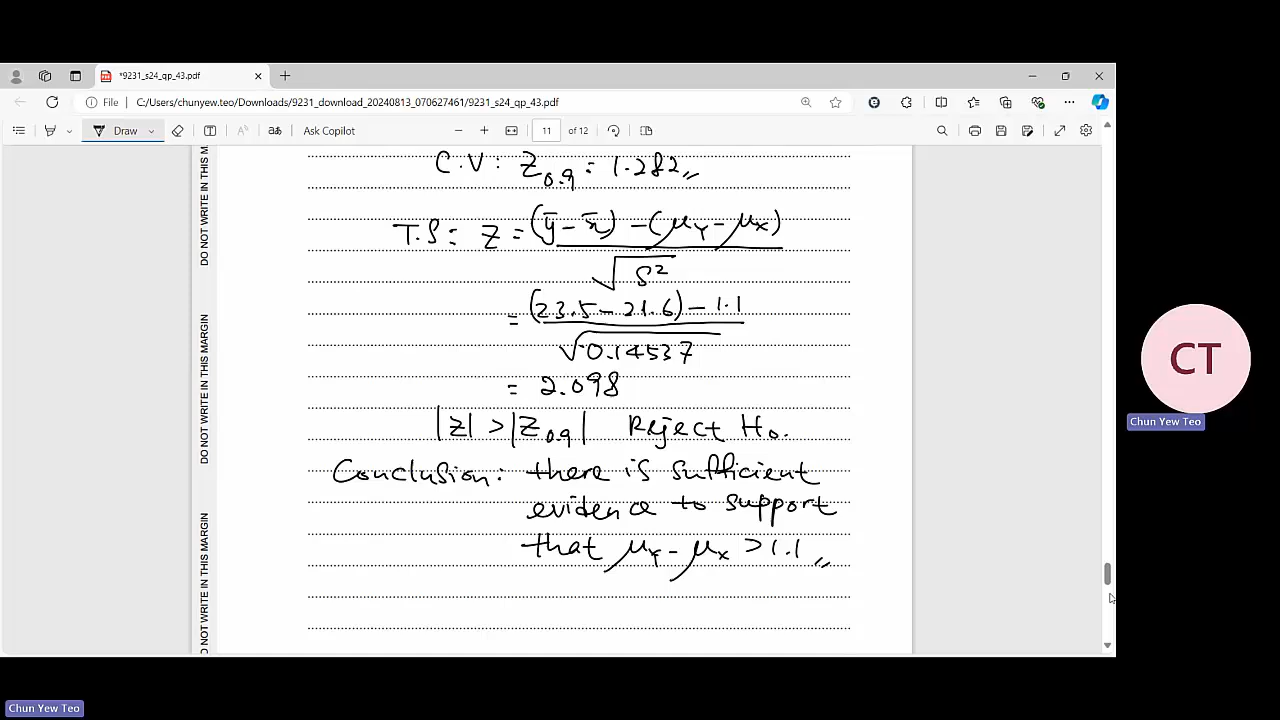 *9231_s24_qp_43.pdf
File
C:/Users/chunyew.teo/Downloads/9231_download_20240813_070627461/9231_s24_qp_43.pdf
Draw
Ask Copilot
11 of 12
DO NOT WRITE IN THIS MA
DO NOT WRITE IN THIS MARGIN
O NOT WRITE IN THIS MARGIN
C.V: Z0.9 = 1.282
T.S: Z = (ȳ - x̄) - (μY - μX)
√S²
= (23.5 - 21.6) - 1.1
√0.14537
= 2.098
|Z| > |Z0.9| Reject H0.
Conclusion: there is sufficient
evidence to support
that μY - μX > 1.1
CT
Chun Yew Teo
Chun Yew Teo